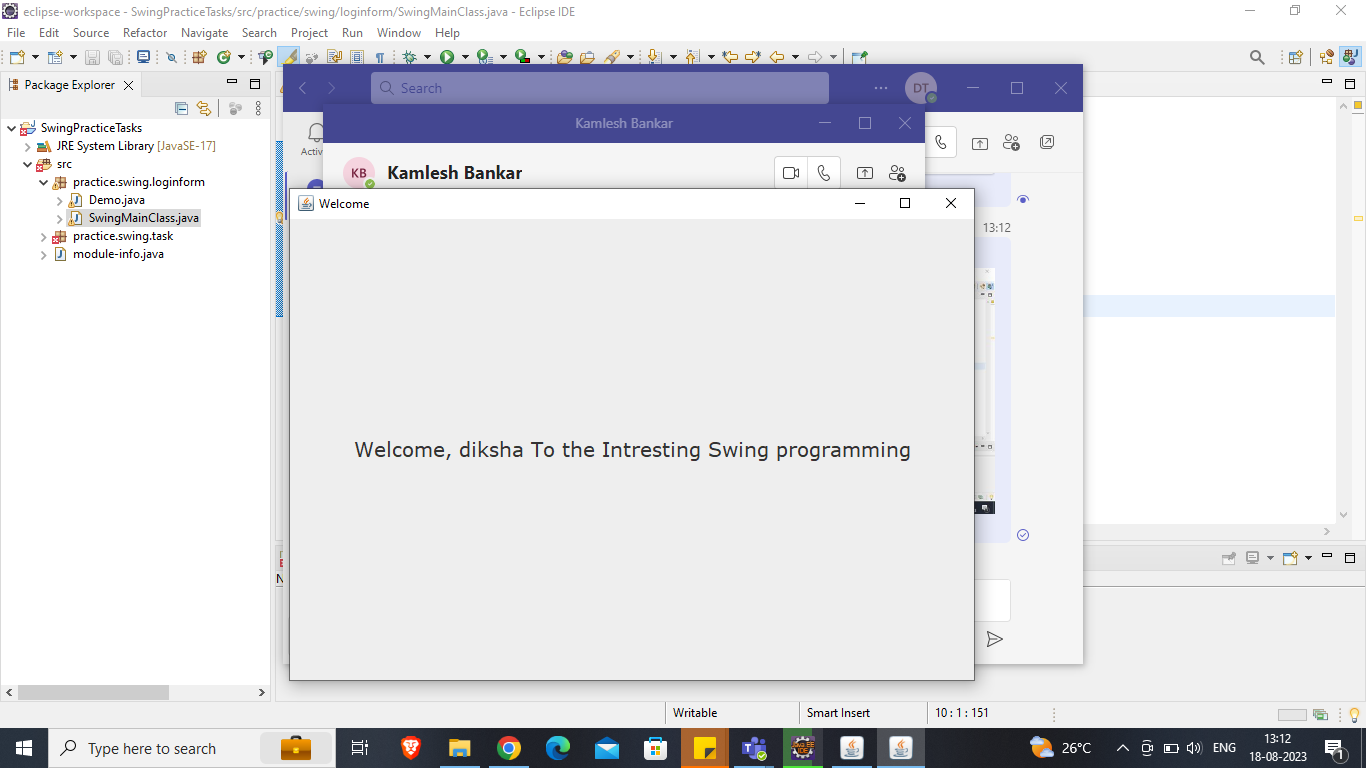 eclipse-workspace - SwingPracticeTasks/src/practice/swing/loginform/SwingMainClass.java - Eclipse IDE
File Edit Source Refactor Navigate Search Project Run Window Help
Package Explorer
SwingPracticeTasks
JRE System Library [JavaSE-17]
src
practice.swing.loginform
Demo.java
SwingMainClass.java
practice.swing.task
module-info.java
Search
DT
Activ
Kamlesh Bankar
KB Kamlesh Bankar
13:12
Welcome
Welcome, diksha To the Intresting Swing programming
N
Writable Smart Insert 10 : 1 : 151
Type here to search
26°C ENG 13:12
18-08-2023
1